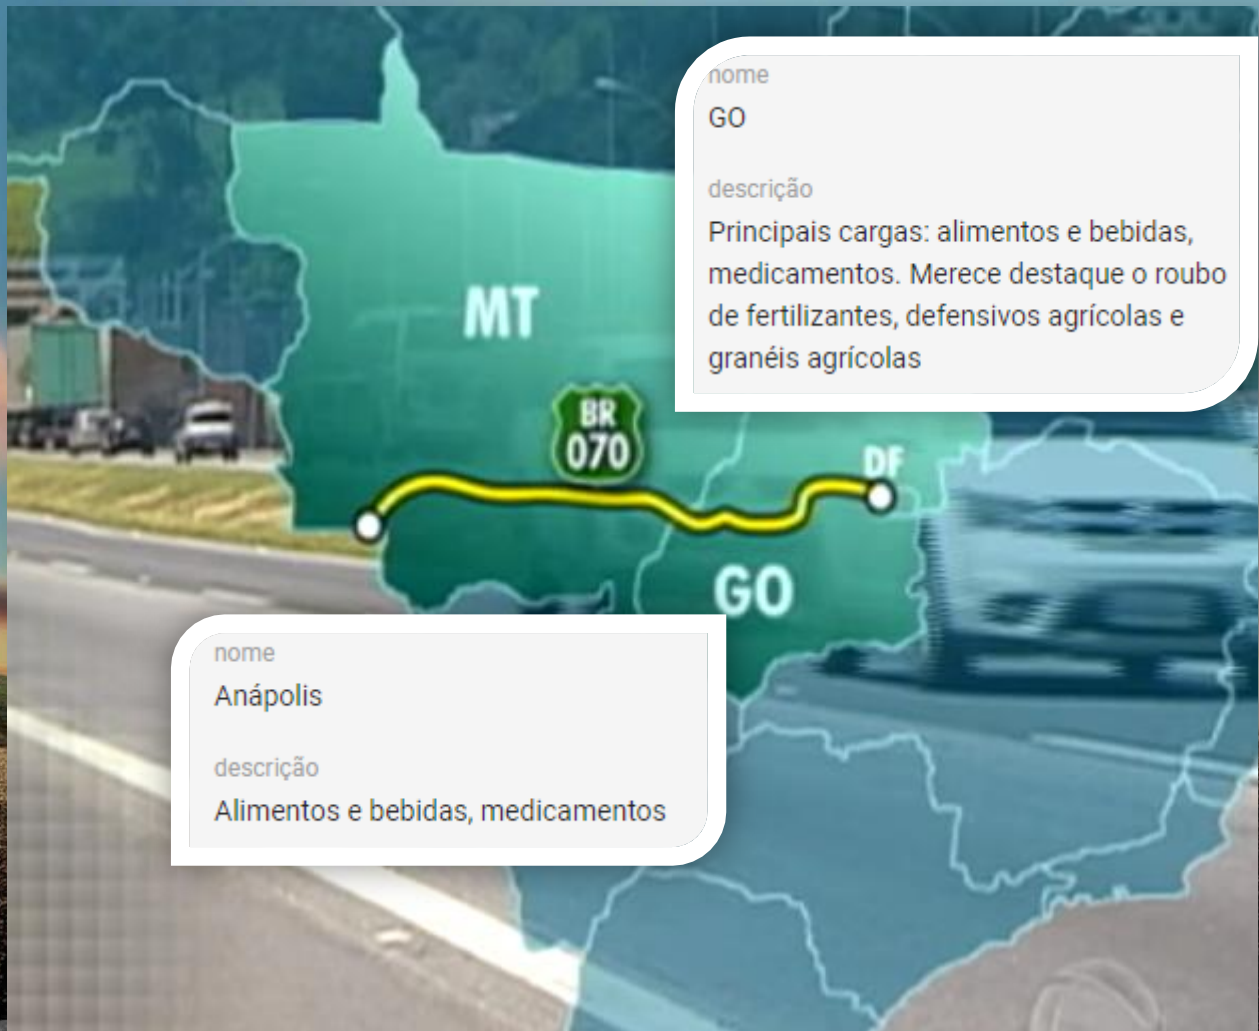 nome
GO
descrição
Principais cargas: alimentos e bebidas,
medicamentos. Merece destaque o roubo
de fertilizantes, defensivos agrícolas e
granéis agrícolas
MT
BR
070
DF
GO
nome
Anápolis
descrição
Alimentos e bebidas, medicamentos